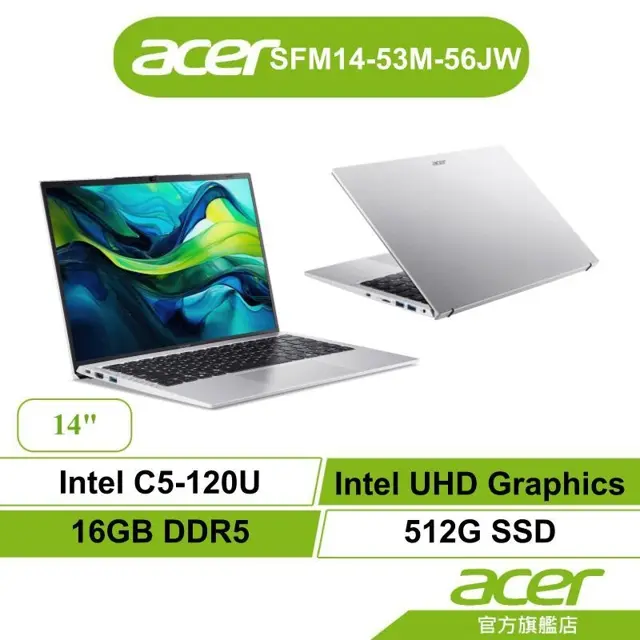 acer SFM14-53M-56JW
acer
14"
Intel C5-120U
Intel UHD Graphics
16GB DDR5
512G SSD
acer
官方旗艦店